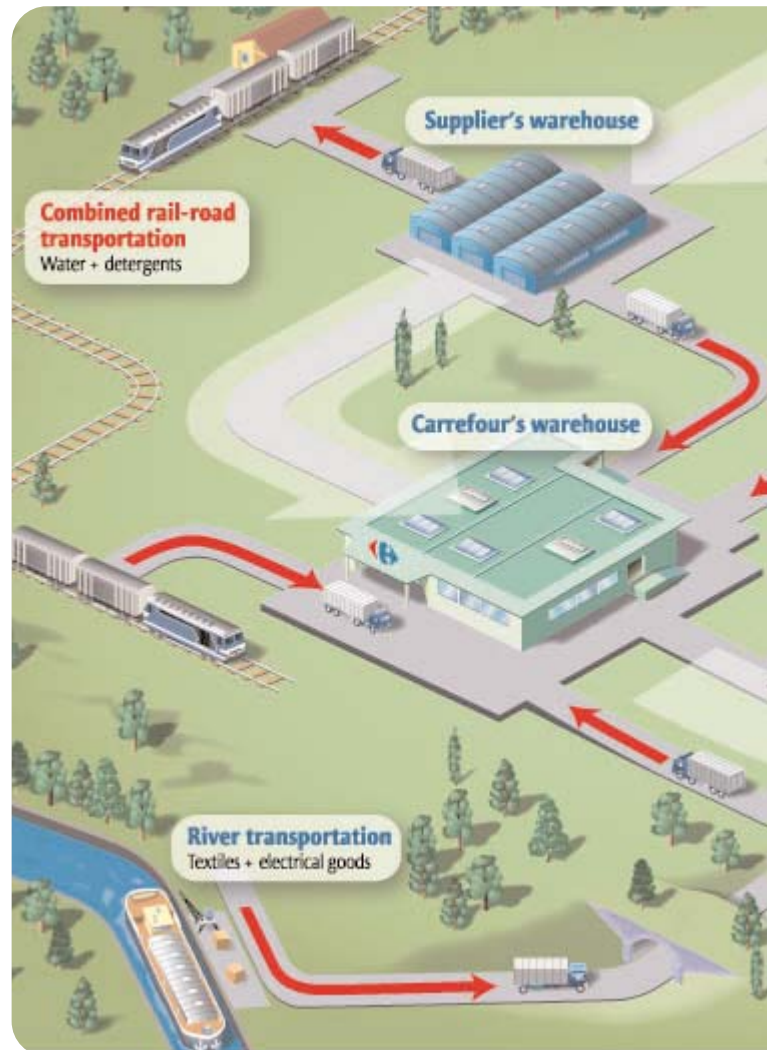 Supplier's warehouse
Combined rail-road
transportation
Water + detergents
Carrefour's warehouse
River transportation
Textiles + electrical goods